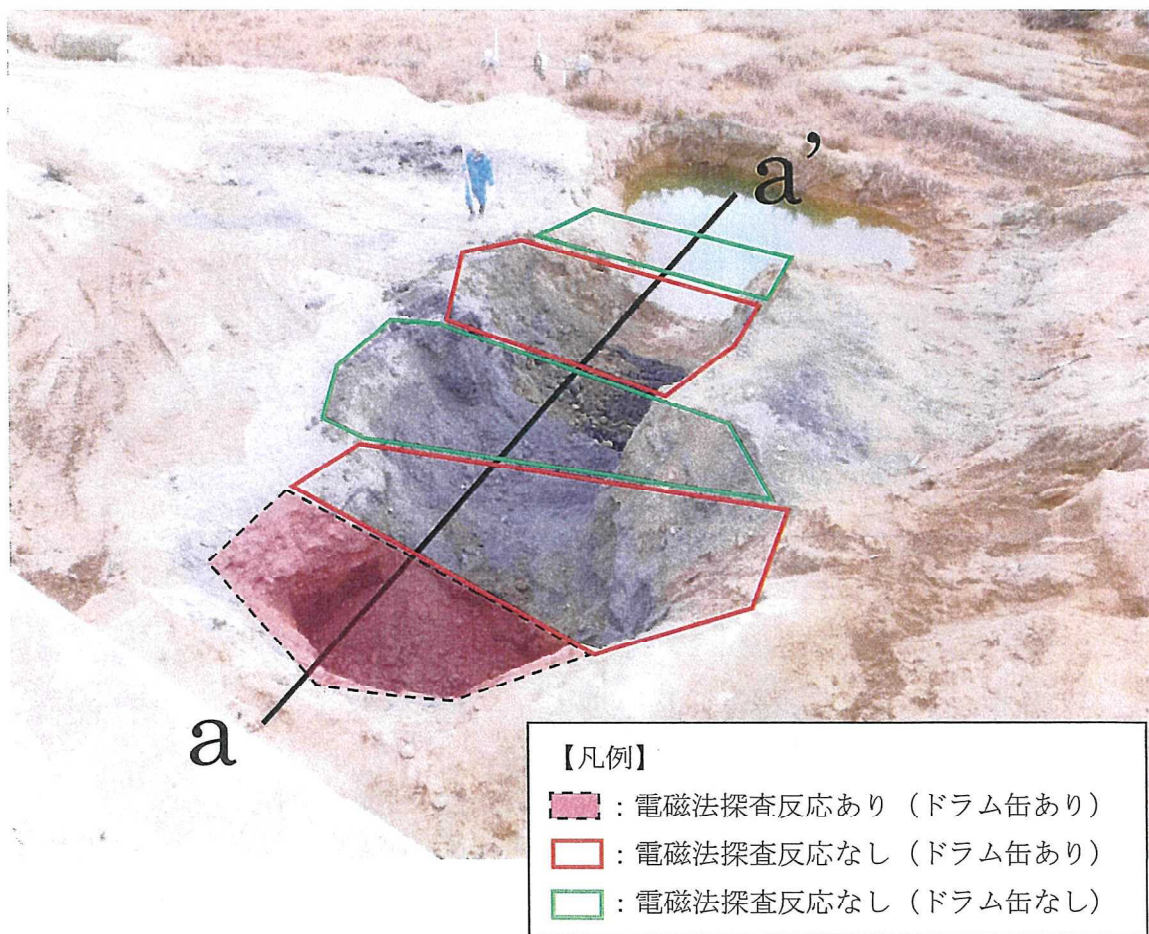 a’
a
【凡例】
：電磁法探査反応あり（ドラム缶あり）
：電磁法探査反応なし（ドラム缶あり）
：電磁法探査反応なし（ドラム缶なし）